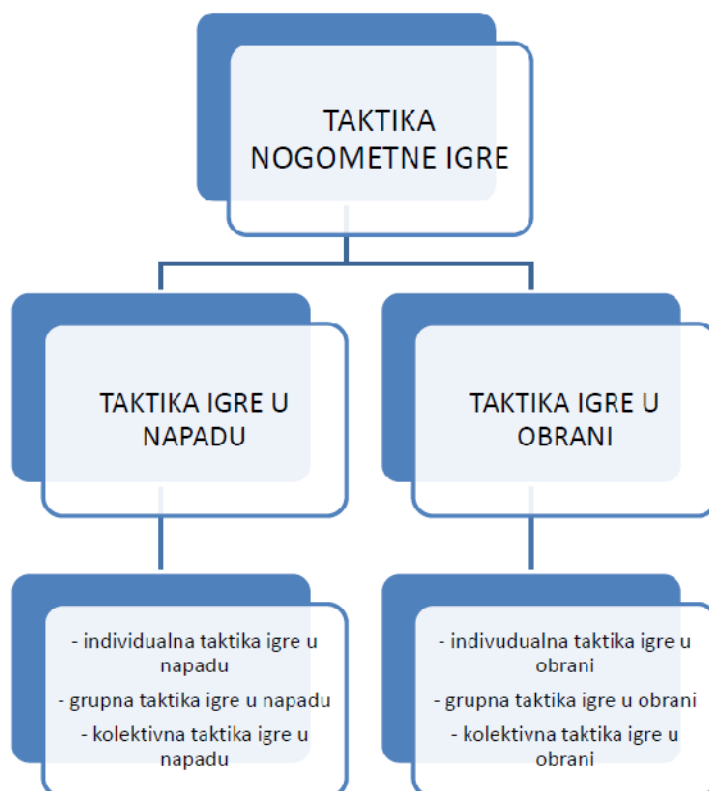 TAKTIKA
NOGOMETNE IGRE
TAKTIKA IGRE U
NAPADU
TAKTIKA IGRE U
OBRANI
- individualna taktika igre u
napadu
- grupna taktika igre u napadu
- kolektivna taktika igre u
napadu
- indivudualna taktika igre u
obrani
- grupna taktika igre u obrani
- kolektivna taktika igre u
obrani